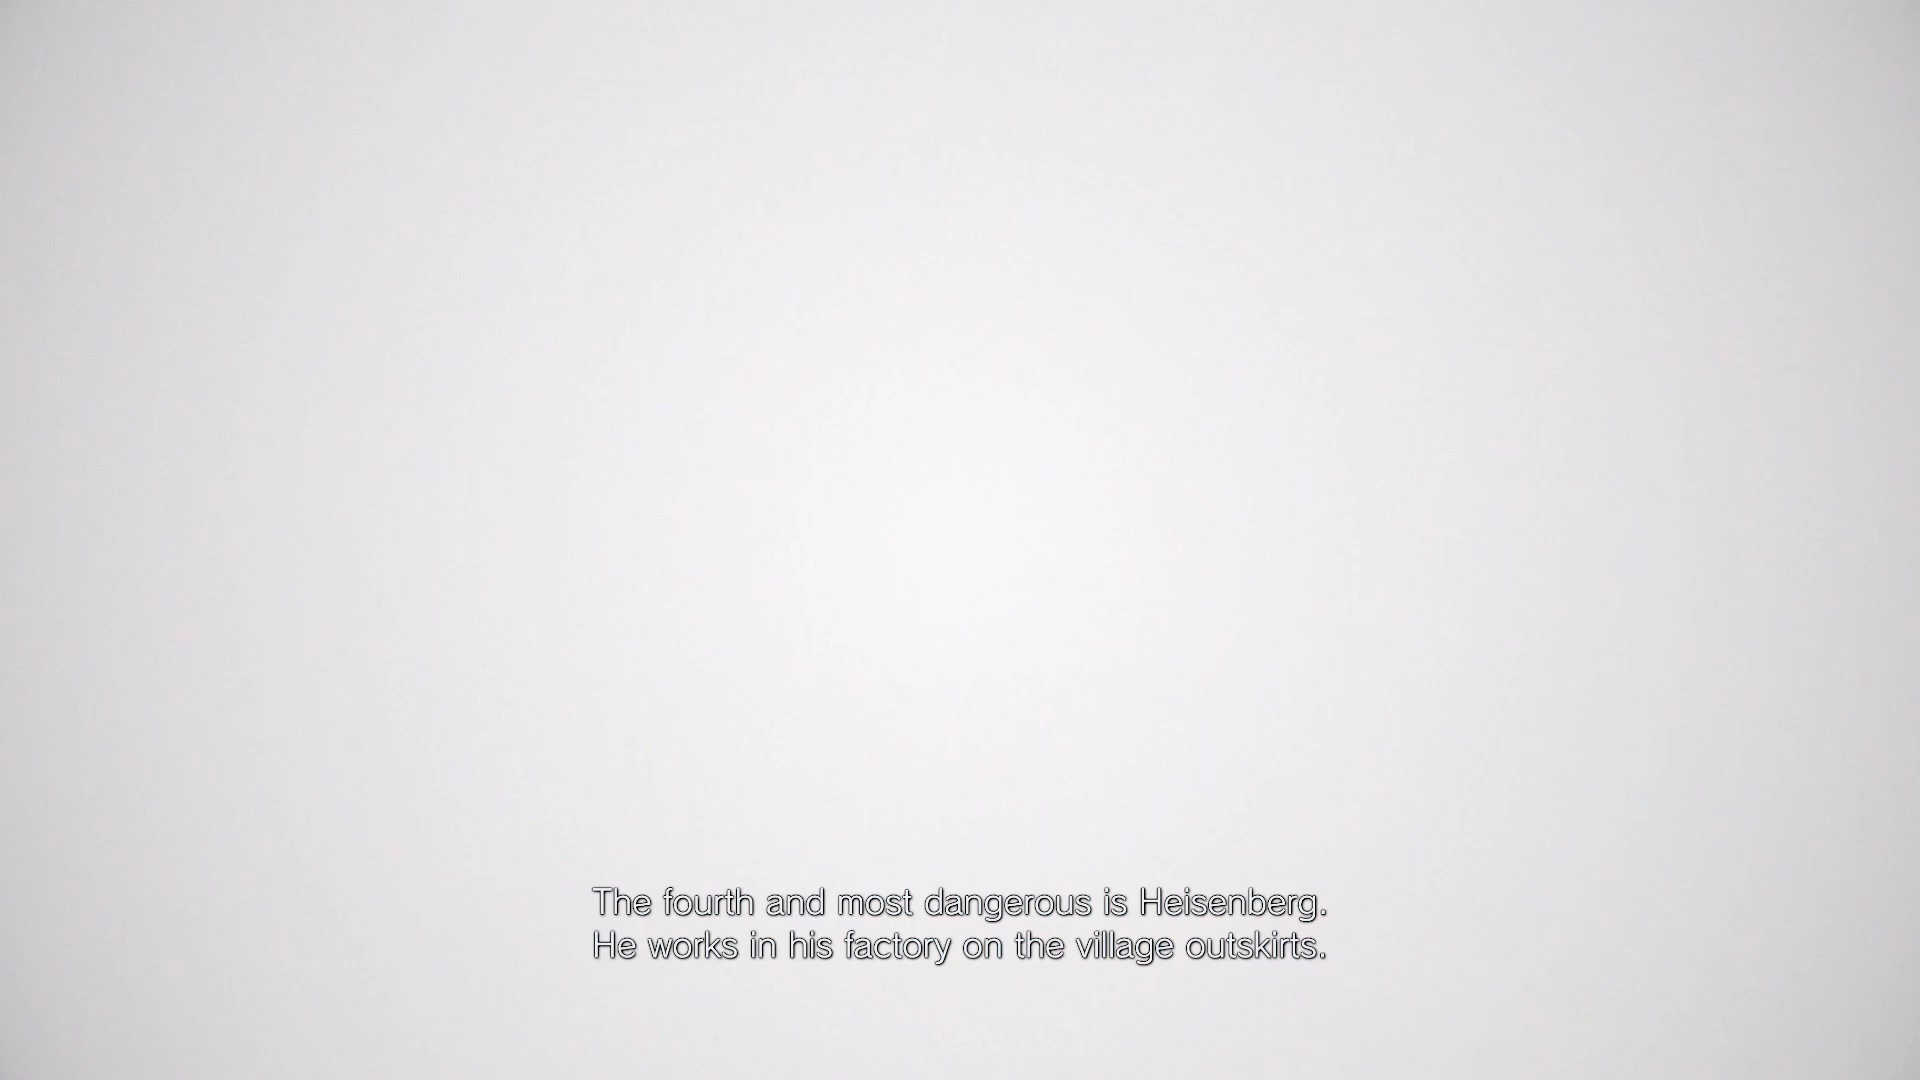 The fourth and most dangerous is Heisenberg.
He works in his factory on the village outskirts.